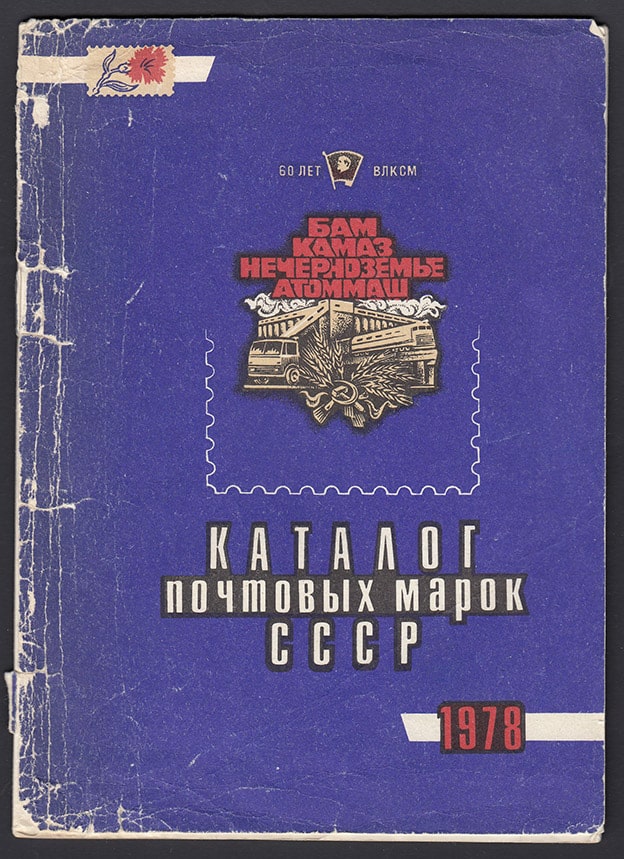 60 ЛЕТ ВЛКСМ
БАМ
КАМАЗ
НЕЧЕРНОЗЕМЬЕ
АТОММАШ
КАТАЛОГ
почтовых марок
СССР
1978